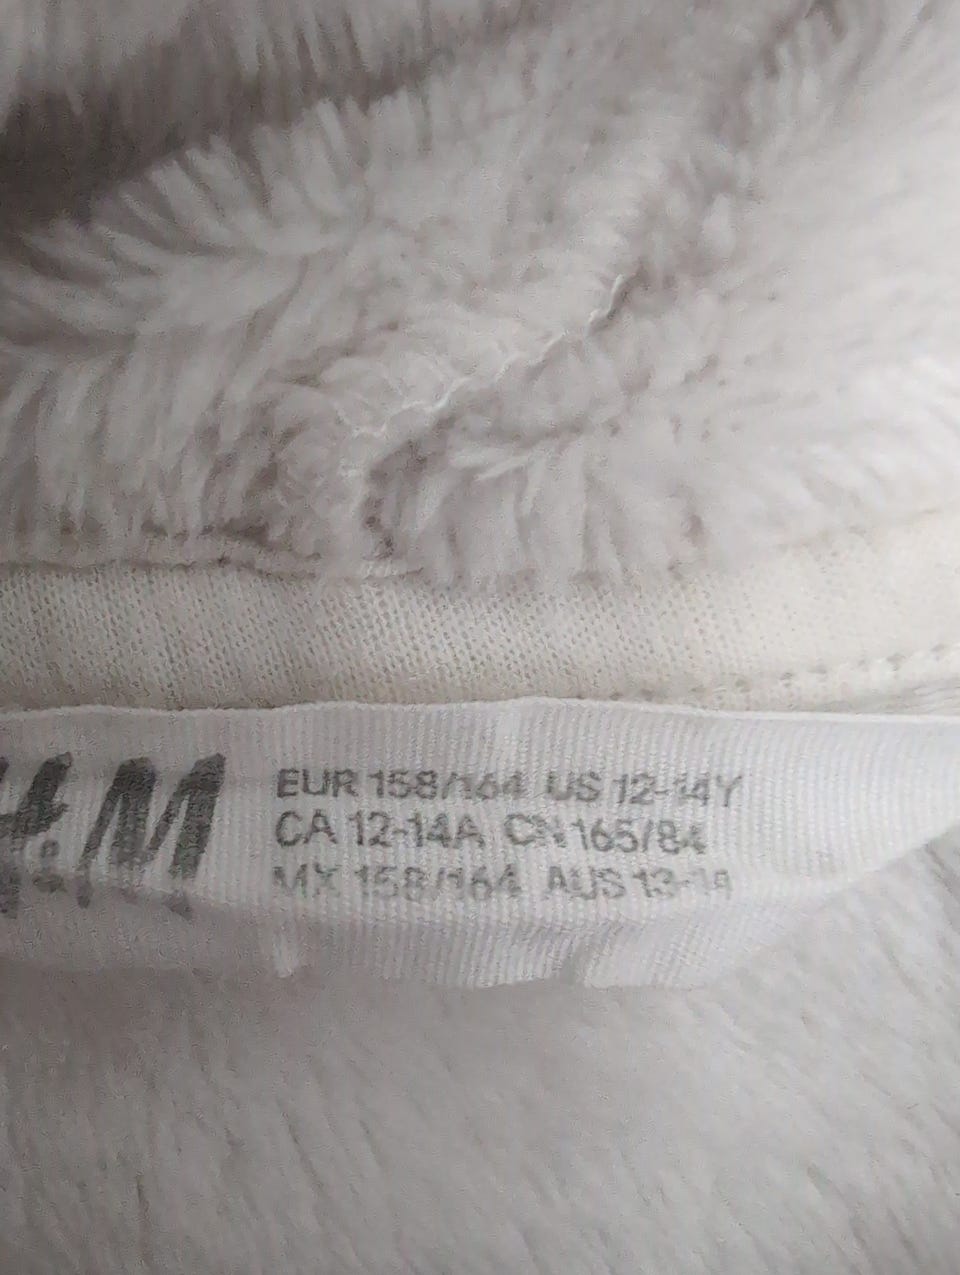 H&M
EUR 158/164 US 12-14Y
CA 12-14A CN 165/84
MX 158/164 AUS 13-14